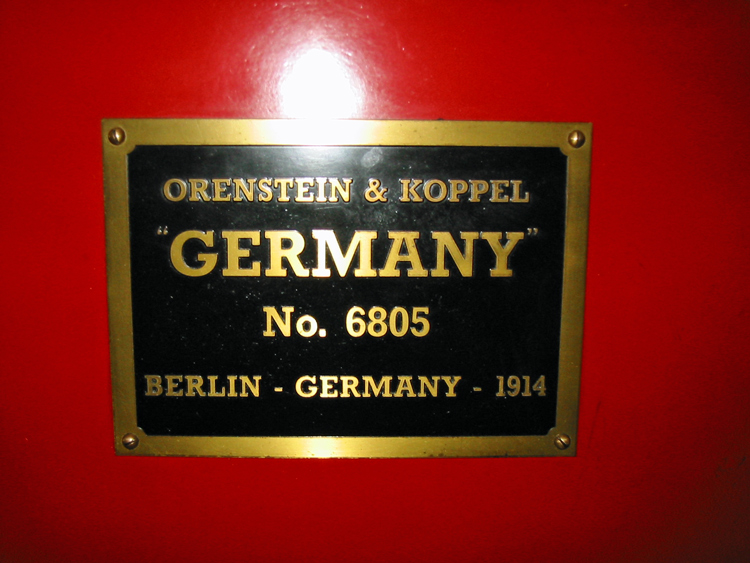 ORENSTEIN & KOPPEL
"GERMANY"
No. 6805
BERLIN - GERMANY - 1914